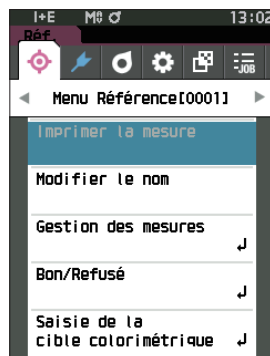 I+E M0 13:02
Réf.
-JOB
Menu Référence[0001]
Imprimer la mesure
Modifier le nom
Gestion des mesures
Bon/Refusé
Saisie de la
cible colorimétrique